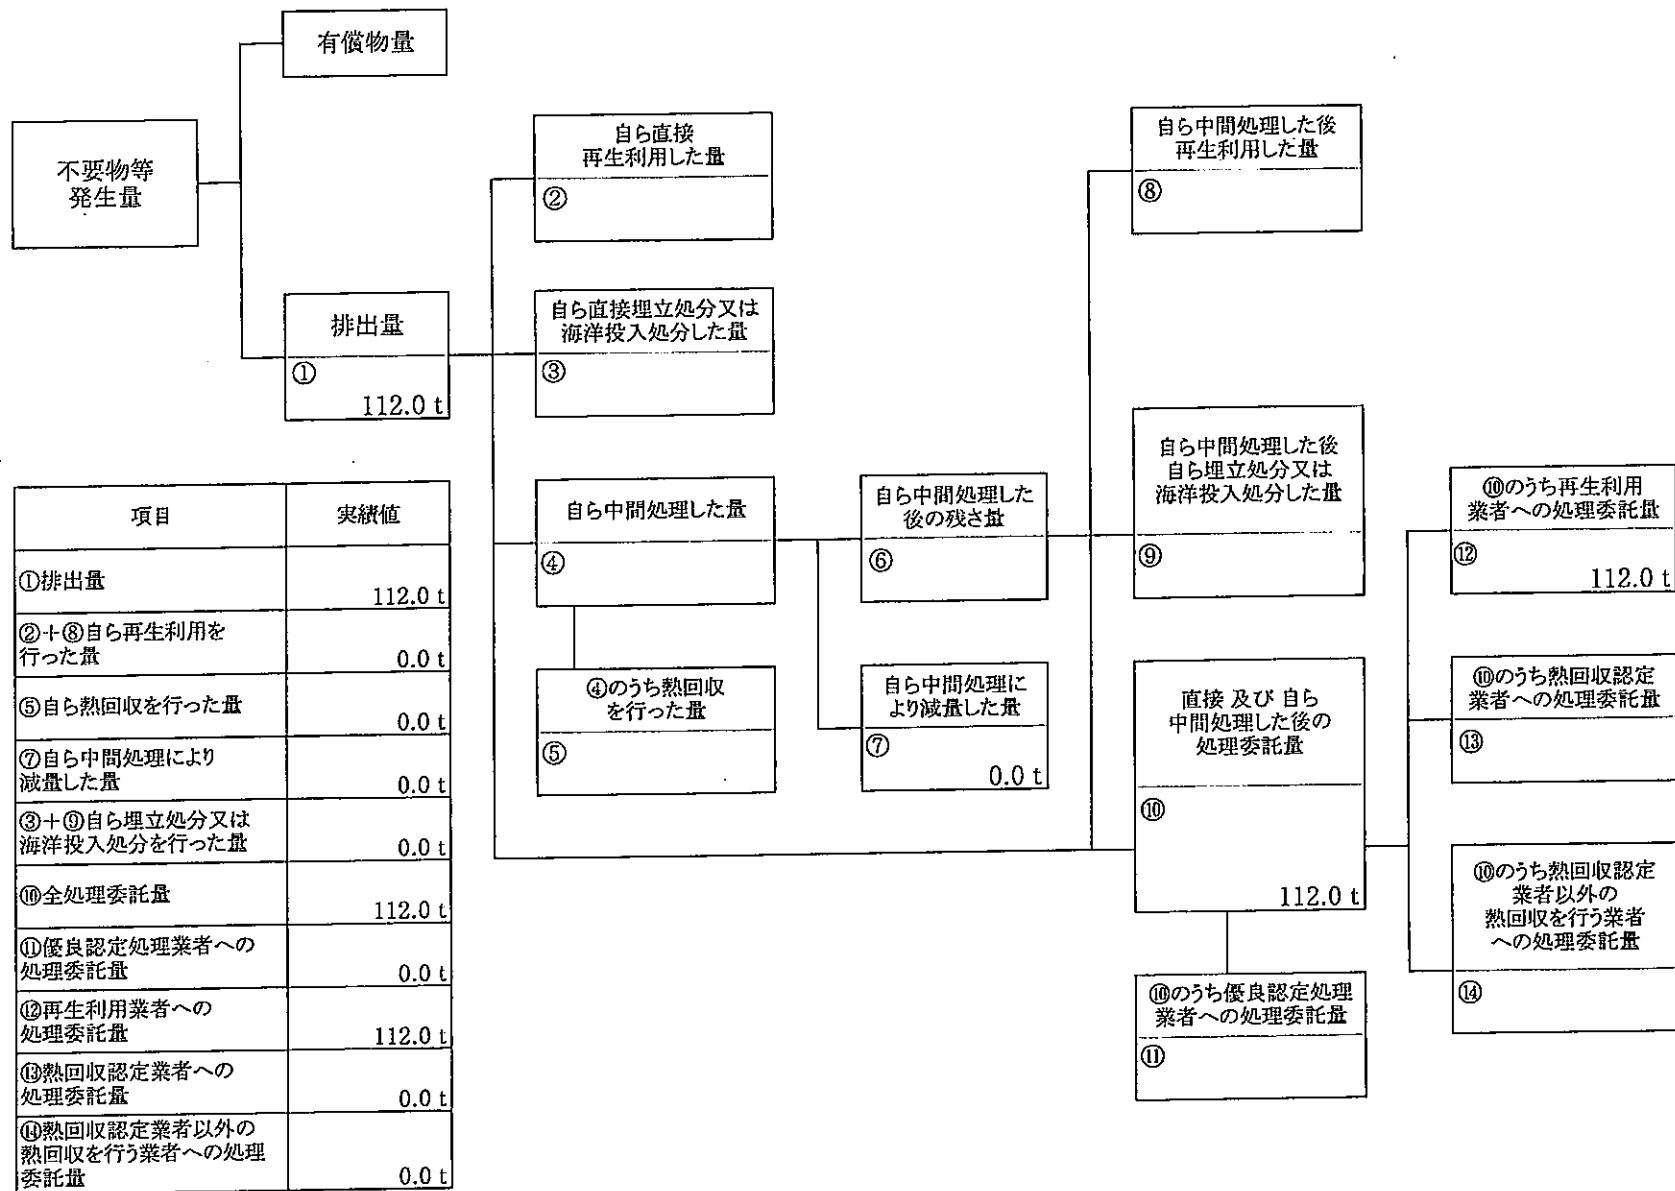 有償物量
不要物等
発生量
排出量
①
112.0 t
自ら直接
再生利用した量
②
自ら直接埋立処分又は
海洋投入処分した量
③
自ら中間処理した量
④
④のうち熱回収
を行った量
⑤
自ら中間処理した
後の残さ量
⑥
自ら中間処理に
より減量した量
⑦
0.0 t
自ら中間処理した後
再生利用した量
⑧
自ら中間処理した後
自ら埋立処分又は
海洋投入処分した量
⑨
直接 及び 自ら
中間処理した後の
処理委託量
⑩
112.0 t
⑩のうち優良認定処理
業者への処理委託量
⑪
⑩のうち再生利用
業者への処理委託量
⑫
112.0 t
⑩のうち熱回収認定
業者への処理委託量
⑬
⑩のうち熱回収認定
業者以外の
熱回収を行う業者
への処理委託量
⑭
項目 実績値
①排出量
112.0 t
②+⑧自ら再生利用を
行った量
0.0 t
⑤自ら熱回収を行った量
0.0 t
⑦自ら中間処理により
減量した量
0.0 t
③+⑨自ら埋立処分又は
海洋投入処分を行った量
0.0 t
⑩全処理委託量
112.0 t
⑪優良認定処理業者への
処理委託量
0.0 t
⑫再生利用業者への
処理委託量
112.0 t
⑬熱回収認定業者への
処理委託量
0.0 t
⑭熱回収認定業者以外の
熱回収を行う業者への処理
委託量
0.0 t